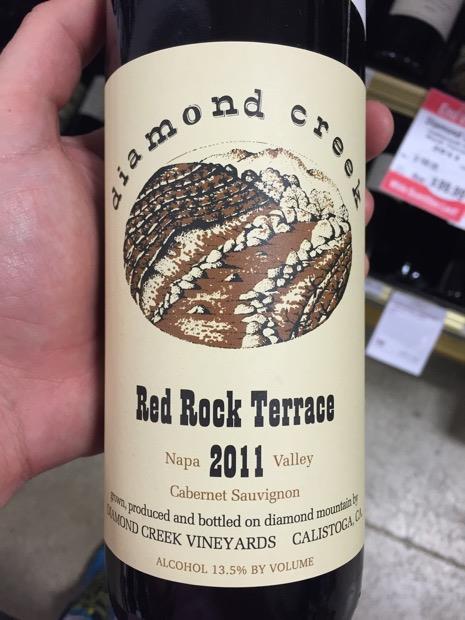 diamond creek
Red Rock Terrace
Napa 2011 Valley
Cabernet Sauvignon
grown, produced and bottled on diamond mountain by
DIAMOND CREEK VINEYARDS CALISTOGA, CA
ALCOHOL 13.5% BY VOLUME